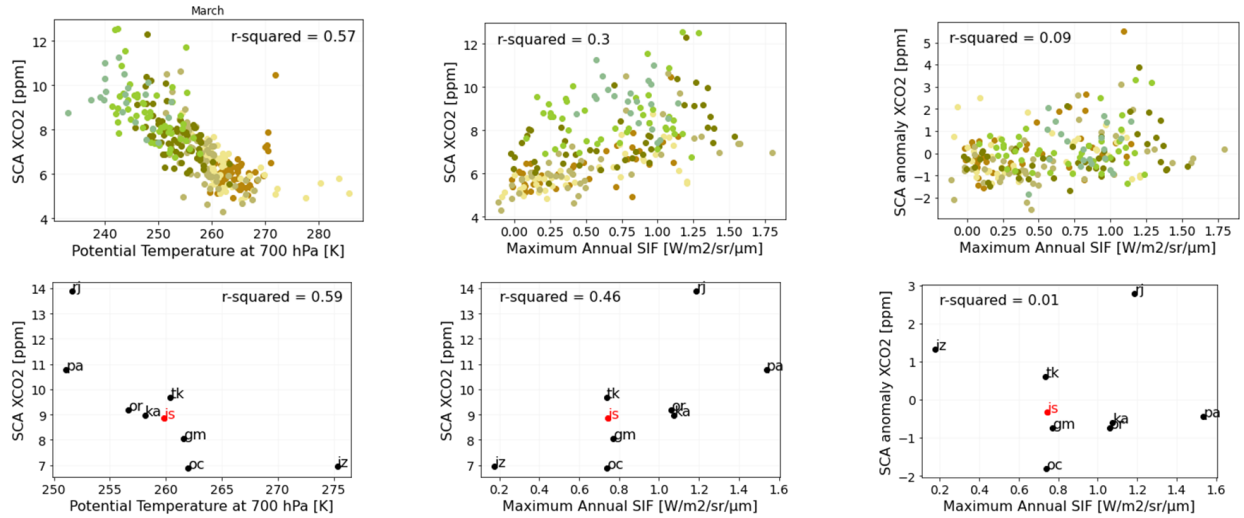 March
r-squared = 0.57
SCA XCO2 [ppm]
12
10
8
6
4
240
250
260
270
280
Potential Temperature at 700 hPa [K]
r-squared = 0.3
SCA XCO2 [ppm]
12
10
8
6
4
0.00
0.25
0.50
0.75
1.00
1.25
1.50
1.75
Maximum Annual SIF [W/m2/sr/μm]
r-squared = 0.09
SCA anomaly XCO2 [ppm]
5
4
3
2
1
0
−1
−2
0.00
0.25
0.50
0.75
1.00
1.25
1.50
1.75
Maximum Annual SIF [W/m2/sr/μm]
r-squared = 0.59
SCA XCO2 [ppm]
14
13
12
11
10
9
8
7
rj
pa
tk
or
ka
js
gm
oc
iz
250
255
260
265
270
275
Potential Temperature at 700 hPa [K]
r-squared = 0.46
SCA XCO2 [ppm]
14
13
12
11
10
9
8
7
rj
pa
tk
or
ka
js
gm
oc
iz
0.2
0.4
0.6
0.8
1.0
1.2
1.4
1.6
Maximum Annual SIF [W/m2/sr/μm]
r-squared = 0.01
SCA anomaly XCO2 [ppm]
3
2
1
0
−1
−2
rj
iz
tk
js
gm
ka
or
pa
oc
0.2
0.4
0.6
0.8
1.0
1.2
1.4
1.6
Maximum Annual SIF [W/m2/sr/μm]